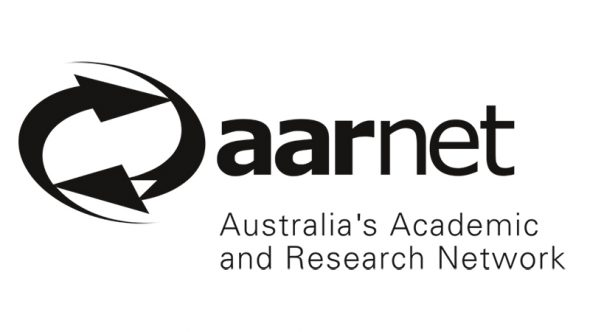 aarnet
Australia's Academic
and Research Network